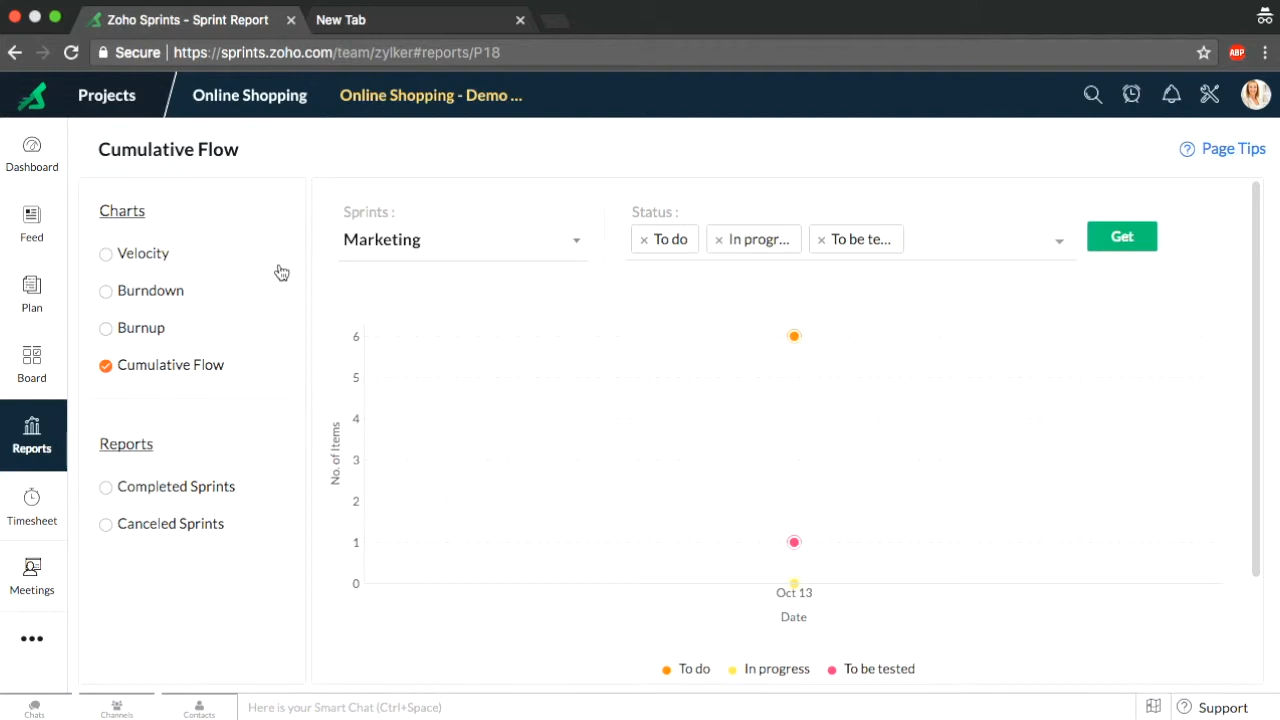 Zoho Sprints - Sprint Report
New Tab
Secure
https://sprints.zoho.com/team/zylker#reports/P18
ABP
Projects
Online Shopping
Online Shopping - Demo ...
Dashboard
Feed
Plan
Board
Reports
Timesheet
Meetings
Cumulative Flow
Page Tips
Charts
Velocity
Burndown
Burnup
Cumulative Flow
Reports
Completed Sprints
Canceled Sprints
Sprints :
Marketing
Status :
× To do
× In progr...
× To be te...
Get
No. of Items
6
5
4
3
2
1
0
Oct 13
Date
To do
In progress
To be tested
Chats
Channels
Contacts
Here is your Smart Chat (Ctrl+Space)
Support